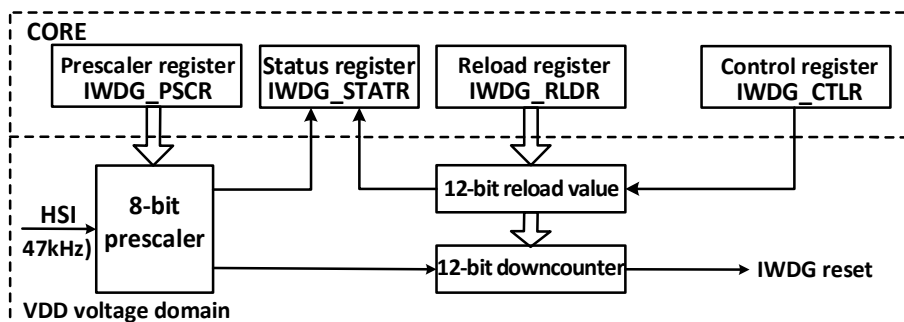 CORE
Prescaler register
IWDG_PSCR
Status register
IWDG_STATR
Reload register
IWDG_RLDR
Control register
IWDG_CTLR
HSI
47kHz)
8-bit
prescaler
12-bit reload value
12-bit downcounter
IWDG reset
VDD voltage domain